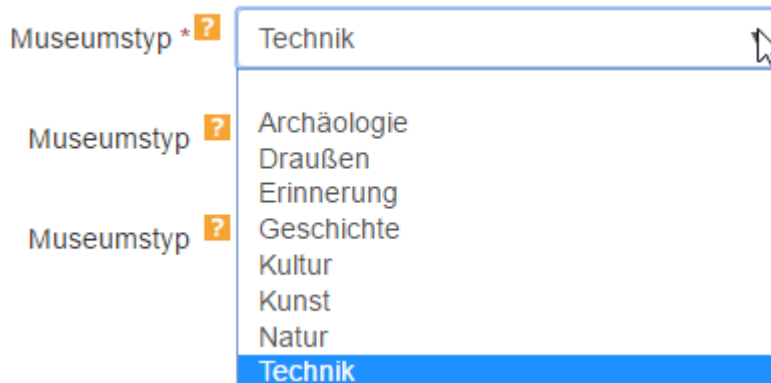 Museumstyp * ? Technik
Archäologie
Museumstyp ? Draußen
Erinnerung
Museumstyp ? Geschichte
Kultur
Kunst
Natur
Technik